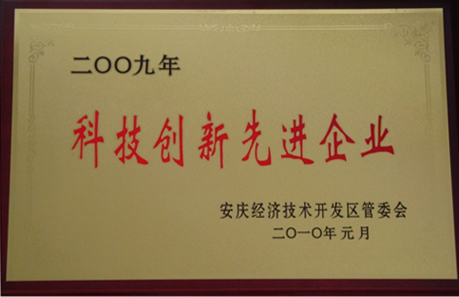 二〇〇九年
科技创新先进企业
安庆经济技术开发区管委会
二〇一〇年元月